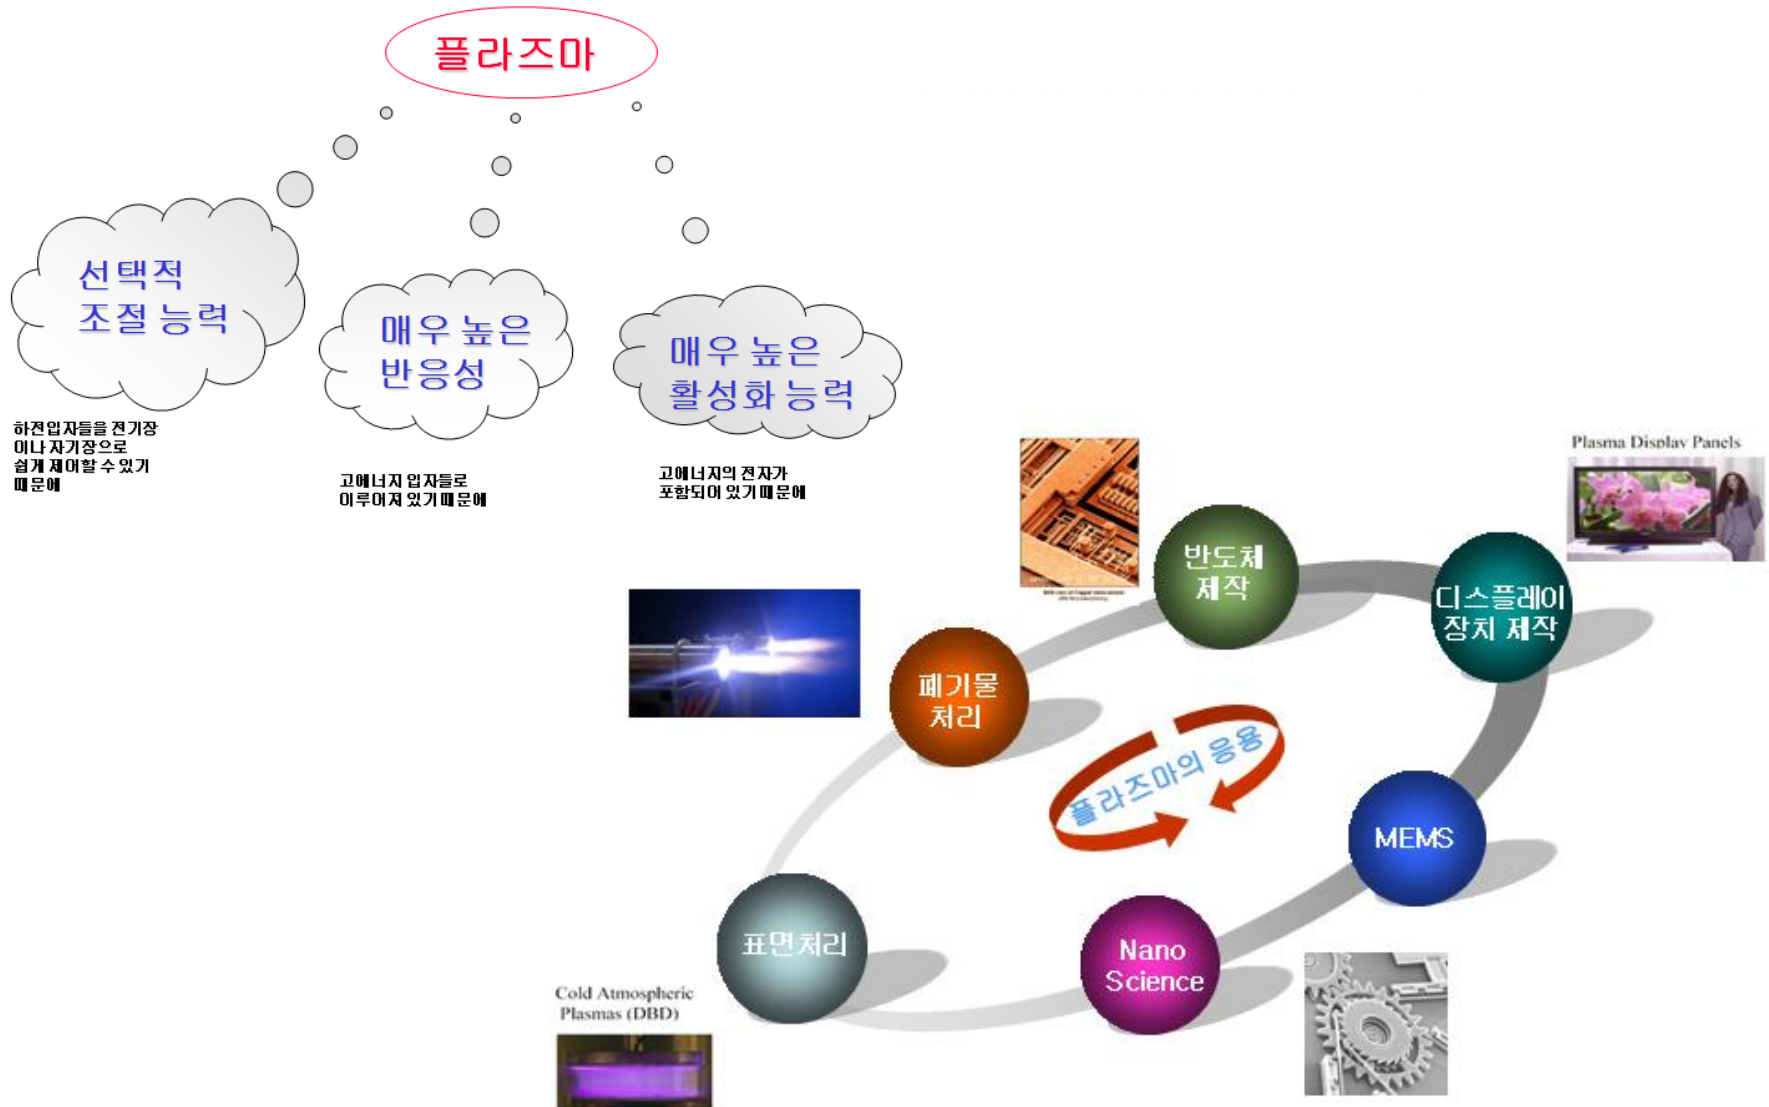 플라즈마
선택적
조절 능력
매우 높은
반응성
매우 높은
활성화 능력
하전입자들을 전기장
이나 자기장으로
쉽게 제어할 수 있기
때문에
고에너지 입자들로
이루어져 있기 때문에
고에너지의 전자가
포함되어 있기 때문에
Plasma Display Panels
반도체
제작
디스플레이
장치 제작
폐기물
처리
플라즈마의 응용
MEMS
표면처리
Nano
Science
Cold Atmospheric
Plasmas (DBD)